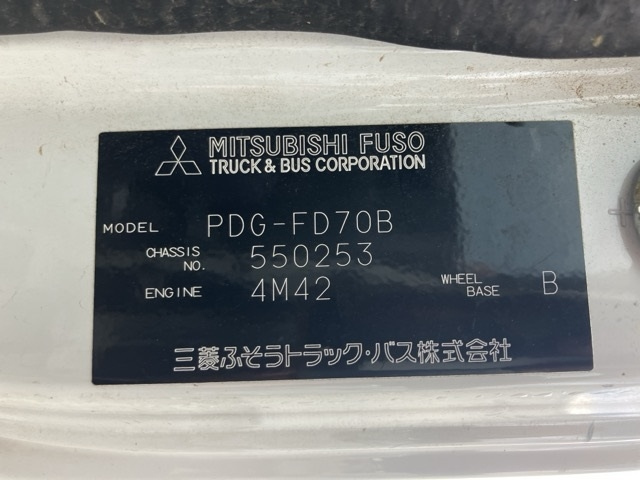 MITSUBISHI FUSO
TRUCK & BUS CORPORATION
MODEL PDG-FD70B
CHASSIS NO. 550253
ENGINE 4M42 WHEEL BASE B
三菱ふそうトラック・バス株式会社